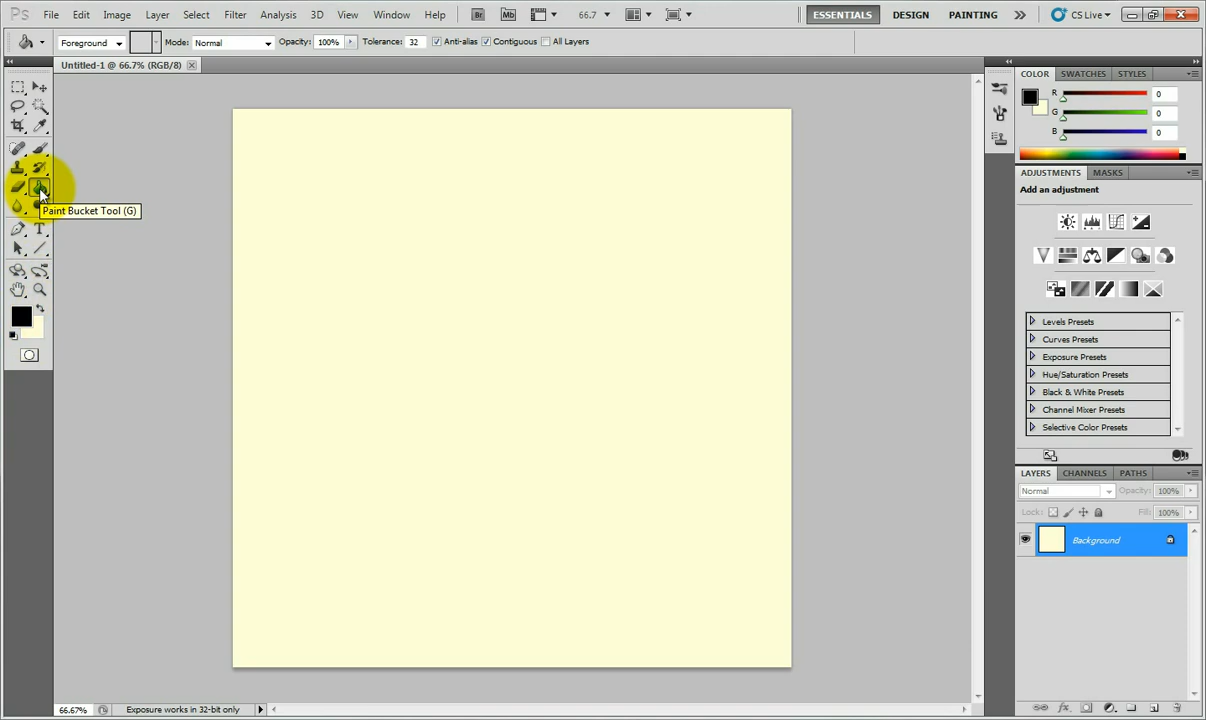 Ps File Edit Image Layer Select Filter Analysis 3D View Window Help Br Mb 66.7 ESSENTIALS DESIGN PAINTING CS Live
Foreground Mode: Normal Opacity: 100% Tolerance: 32 Anti-alias Contiguous All Layers
Untitled-1 @ 66.7% (RGB/8)
COLOR SWATCHES STYLES
R 0
G 0
B 0
ADJUSTMENTS MASKS
Add an adjustment
Paint Bucket Tool (G)
T
Levels Presets
Curves Presets
Exposure Presets
Hue/Saturation Presets
Black & White Presets
Channel Mixer Presets
Selective Color Presets
LAYERS CHANNELS PATHS
Normal Opacity: 100%
Lock: Fill: 100%
Background
66.67% Exposure works in 32-bit only
fx